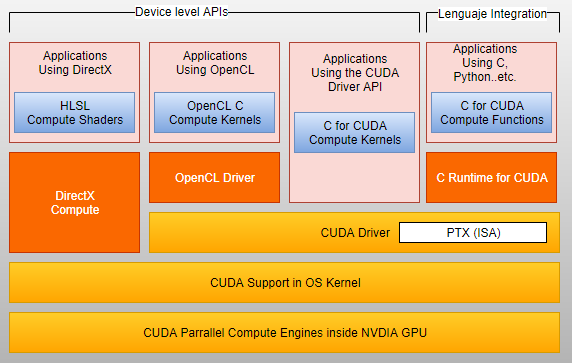 Device level APIs
Lenguaje Integration
Applications
Using DirectX
HLSL
Compute Shaders
Applications
Using OpenCL
OpenCL C
Compute Kernels
Applications
Using the CUDA
Driver API
C for CUDA
Compute Kernels
Applications
Using C,
Python..etc.
C for CUDA
Compute Functions
DirectX
Compute
OpenCL Driver
C Runtime for CUDA
CUDA Driver
PTX (ISA)
CUDA Support in OS Kernel
CUDA Parrallel Compute Engines inside NVDIA GPU